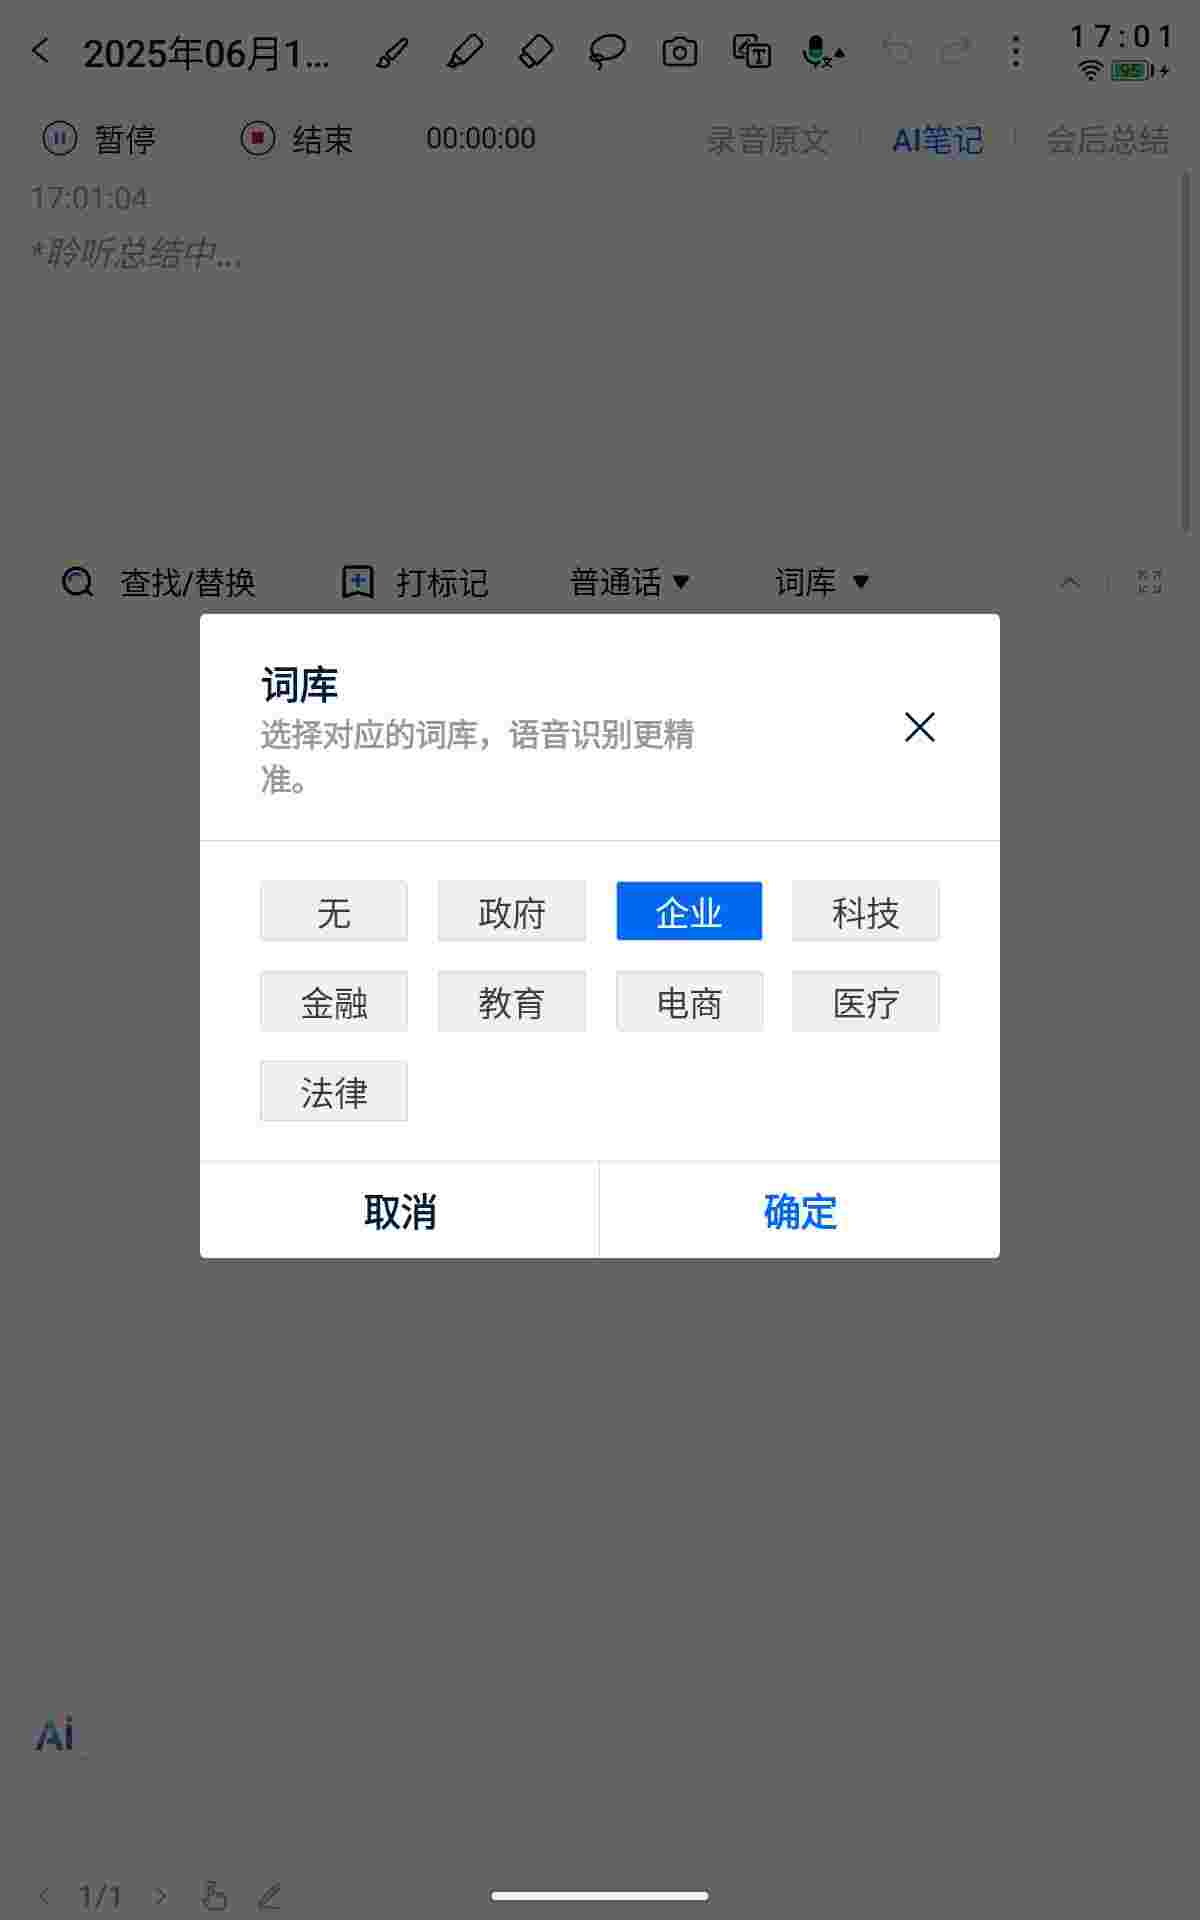 2025年06月1...
17:01
95
暂停
结束
00:00:00
录音原文
AI笔记
会后总结
17:01:04
*聆听总结中...
查找/替换
打标记
普通话
词库
词库
选择对应的词库，语音识别更精
准。
无
政府
企业
科技
金融
教育
电商
医疗
法律
取消
确定
Ai
1/1